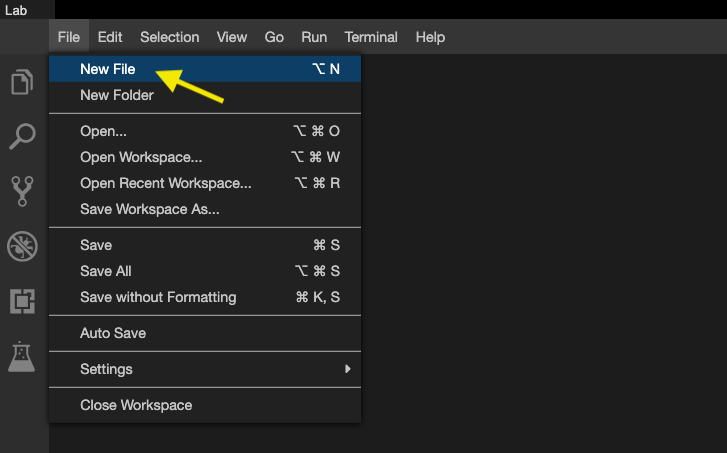 Lab
File Edit Selection View Go Run Terminal Help
New File ⌥ N
New Folder
Open... ⌥ ⌘ O
Open Workspace... ⌥ ⌘ W
Open Recent Workspace... ⌥ ⌘ R
Save Workspace As...
Save ⌘ S
Save All ⌥ ⌘ S
Save without Formatting ⌘ K, S
Auto Save
Settings
Close Workspace